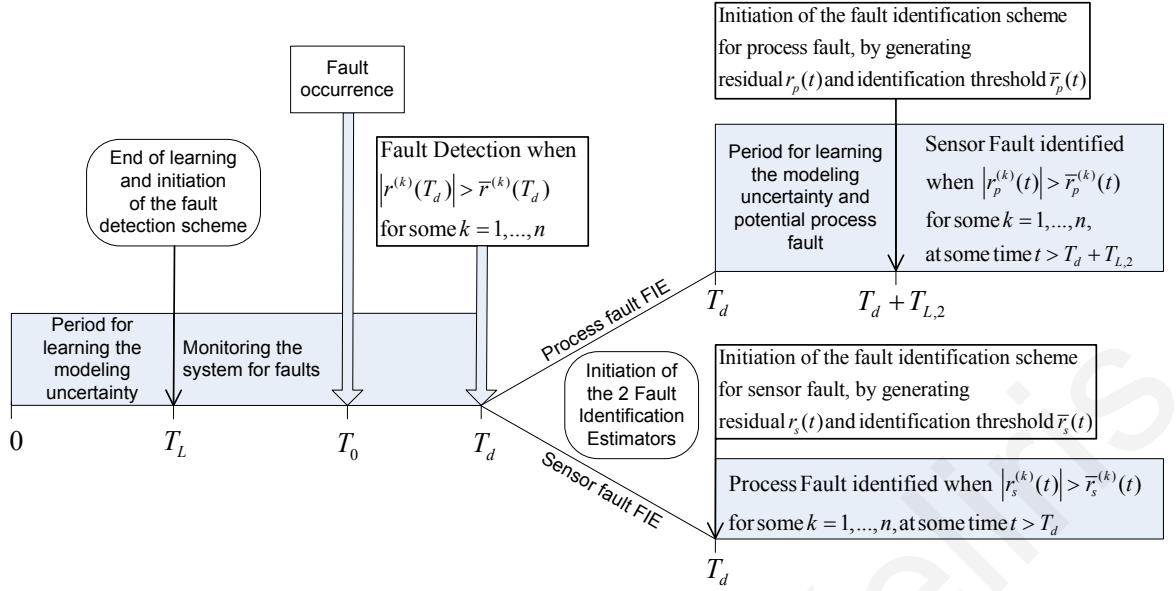 Fault
occurrence
End of learning
and initiation
of the fault
detection scheme
Fault Detection when
|r^{(k)}(T_d)| > r̅^{(k)}(T_d)
for some k = 1,...,n
Period for
learning the
modeling
uncertainty
Monitoring the
system for faults
0
T_L
T_0
T_d
Process fault FIE
Sensor fault FIE
Initiation of
the 2 Fault
Identification
Estimators
Initiation of the fault identification scheme
for process fault, by generating
residual r_p(t) and identification threshold r̅_p(t)
Period for learning
the modeling
uncertainty and
potential process
fault
Sensor Fault identified
when |r_p^{(k)}(t)| > r̅_p^{(k)}(t)
for some k = 1,...,n,
at some time t > T_d + T_{L,2}
T_d
T_d + T_{L,2}
Initiation of the fault identification scheme
for sensor fault, by generating
residual r_s(t) and identification threshold r̅_s(t)
Process Fault identified when |r_s^{(k)}(t)| > r̅_s^{(k)}(t)
for some k = 1,...,n, at some time t > T_d
T_d